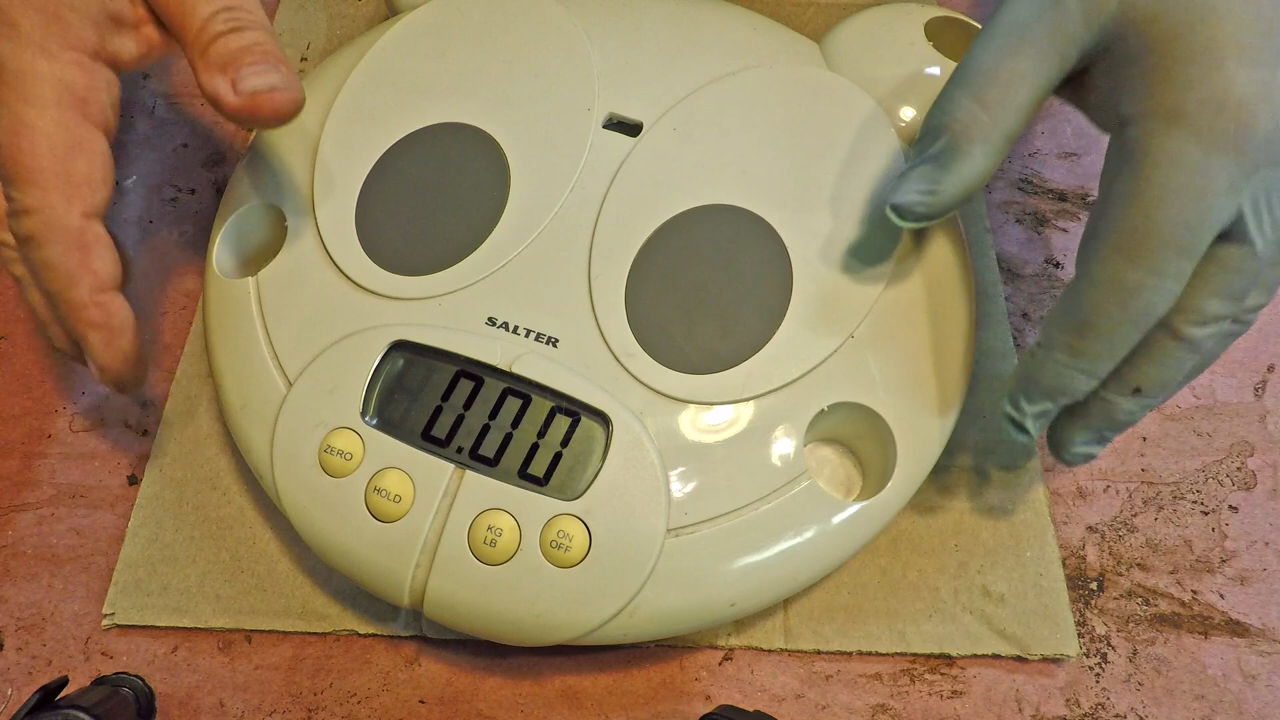 SALTER
0.00
ZERO
HOLD
KG
LB
ON
OFF